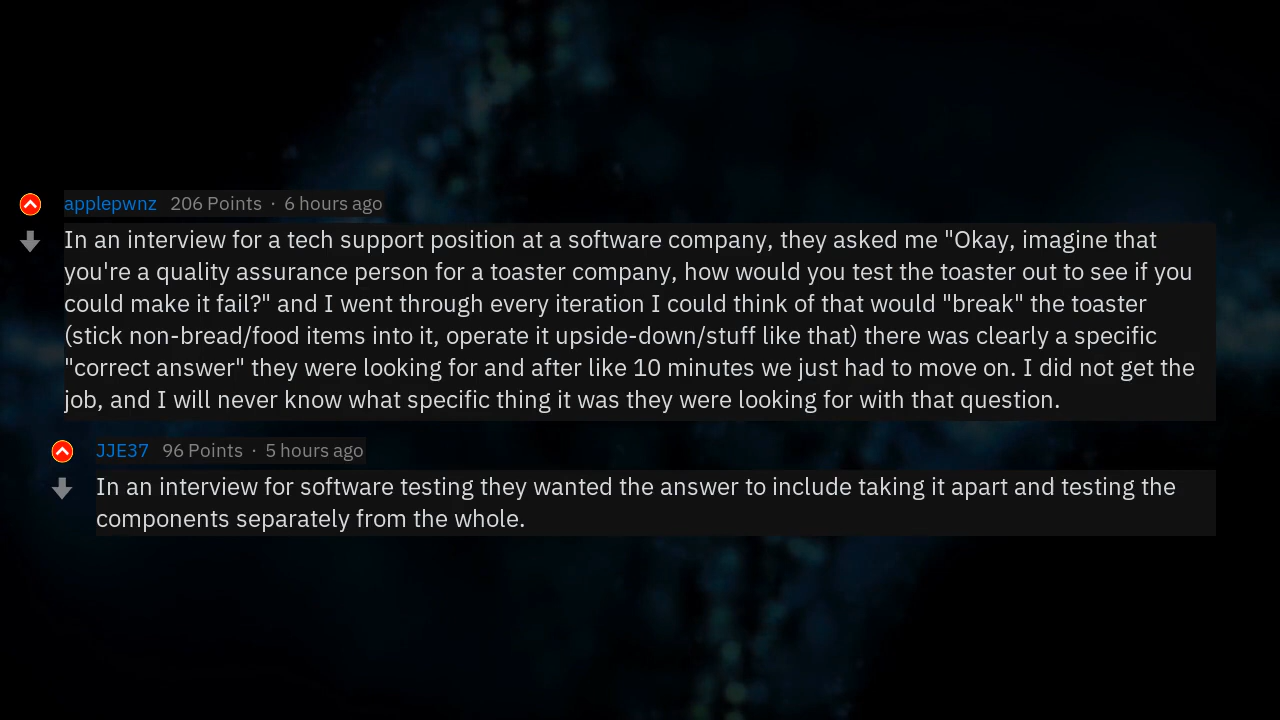 applepwnz 206 Points · 6 hours ago
In an interview for a tech support position at a software company, they asked me "Okay, imagine that
you're a quality assurance person for a toaster company, how would you test the toaster out to see if you
could make it fail?" and I went through every iteration I could think of that would "break" the toaster
(stick non-bread/food items into it, operate it upside-down/stuff like that) there was clearly a specific
"correct answer" they were looking for and after like 10 minutes we just had to move on. I did not get the
job, and I will never know what specific thing it was they were looking for with that question.
JJE37 96 Points · 5 hours ago
In an interview for software testing they wanted the answer to include taking it apart and testing the
components separately from the whole.